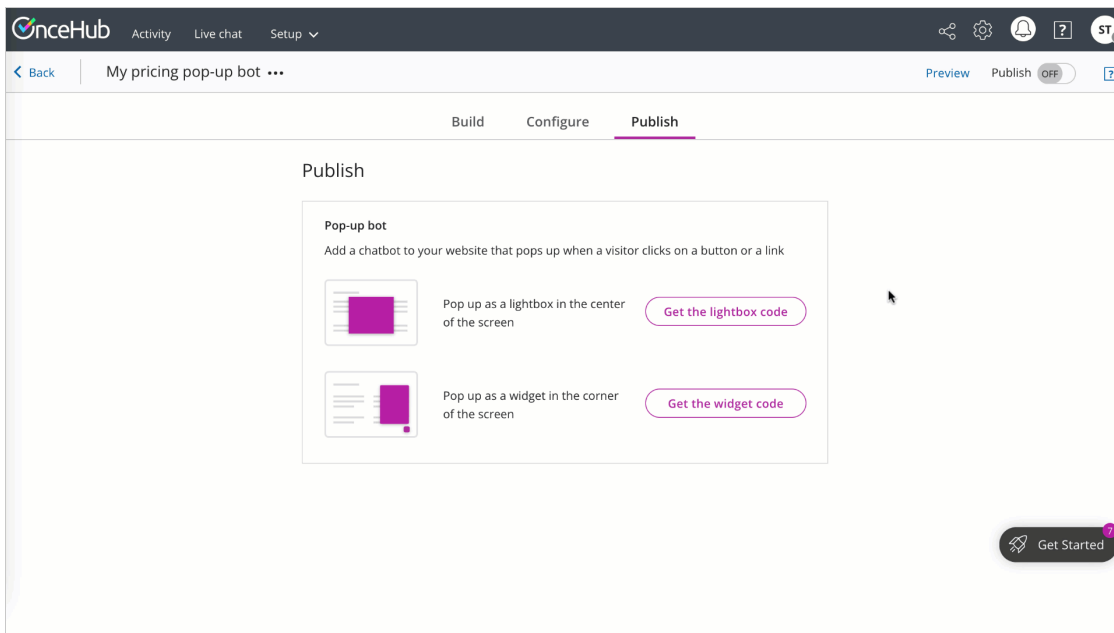 OnceHub Activity Live chat Setup ? ST
Back My pricing pop-up bot ••• Preview Publish OFF ?
Build Configure Publish
Publish
Pop-up bot
Add a chatbot to your website that pops up when a visitor clicks on a button or a link
Pop up as a lightbox in the center
of the screen
Get the lightbox code
Pop up as a widget in the corner
of the screen
Get the widget code
7
Get Started